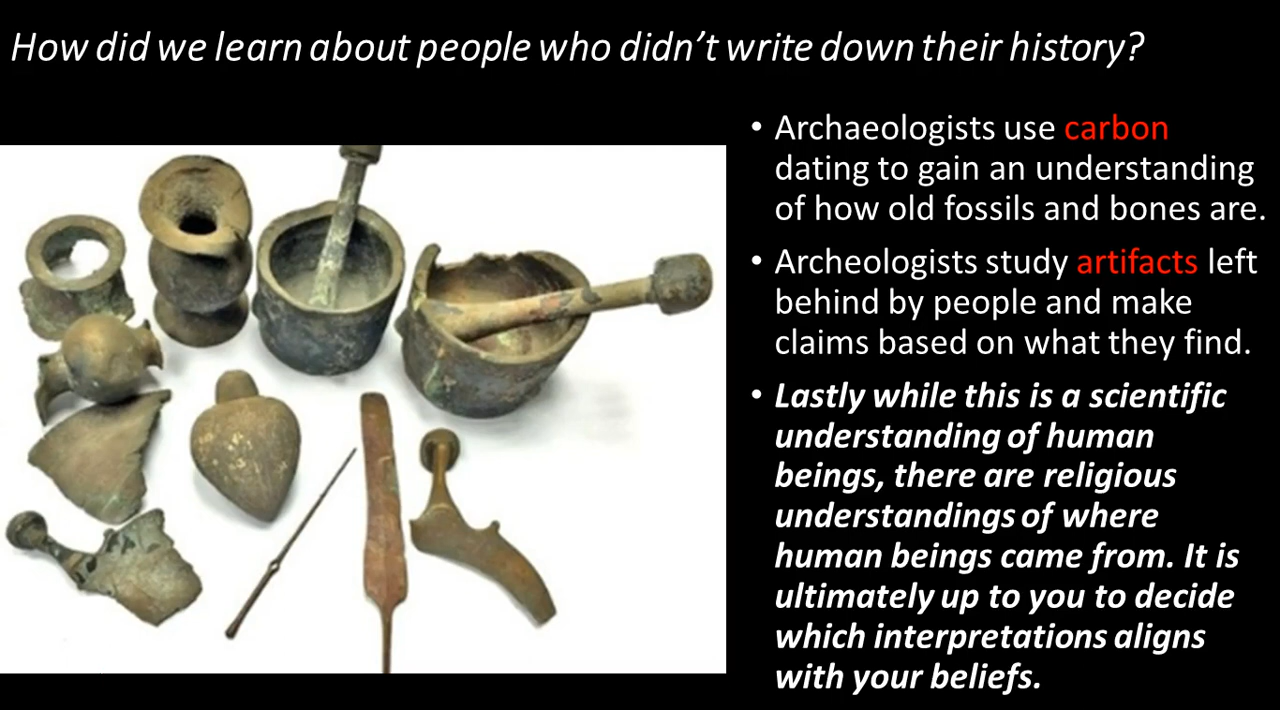 How did we learn about people who didn't write down their history?
• Archaeologists use carbon
dating to gain an understanding
of how old fossils and bones are.
• Archeologists study artifacts left
behind by people and make
claims based on what they find.
• Lastly while this is a scientific
understanding of human
beings, there are religious
understandings of where
human beings came from. It is
ultimately up to you to decide
which interpretations aligns
with your beliefs.